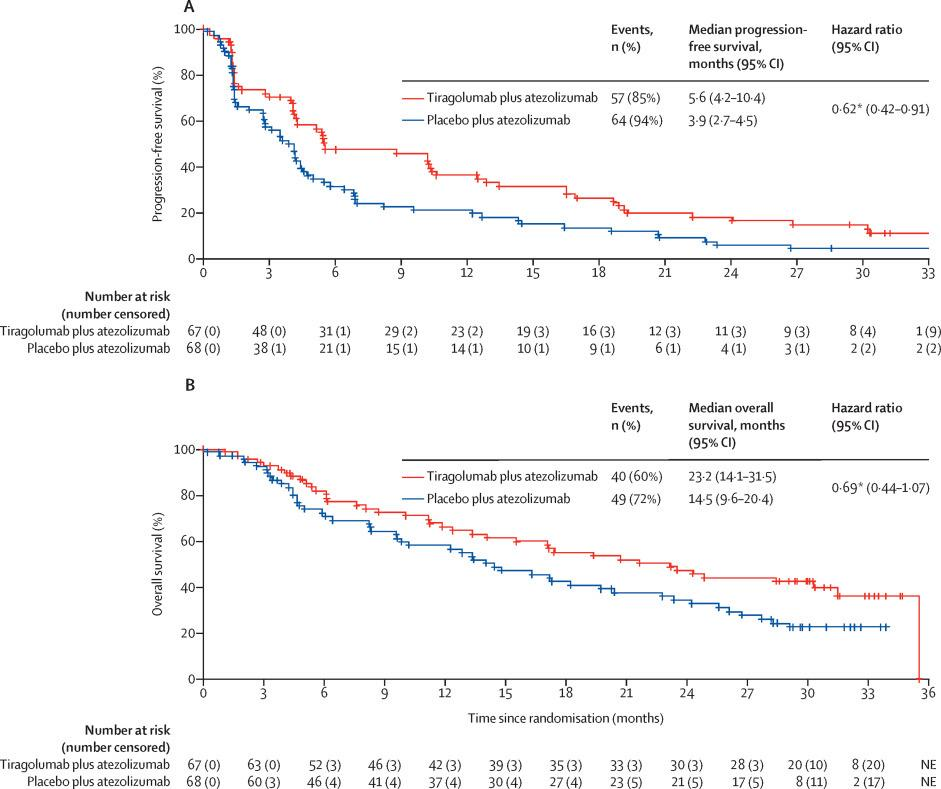 A
Events, n (%)
Median progression-free survival, months (95% CI)
Hazard ratio (95% CI)
Tiragolumab plus atezolizumab 57 (85%) 5·6 (4·2–10·4)
0·62* (0·42–0·91)
Placebo plus atezolizumab 64 (94%) 3·9 (2·7–4·5)
Progression-free survival (%)
100
80
60
40
20
0
0 3 6 9 12 15 18 21 24 27 30 33
Number at risk
(number censored)
Tiragolumab plus atezolizumab 67 (0) 48 (0) 31 (1) 29 (2) 23 (2) 19 (3) 16 (3) 12 (3) 11 (3) 9 (3) 8 (4) 1 (9)
Placebo plus atezolizumab 68 (0) 38 (1) 21 (1) 15 (1) 14 (1) 10 (1) 9 (1) 6 (1) 4 (1) 3 (1) 2 (2) 2 (2)
B
Events, n (%)
Median overall survival, months (95% CI)
Hazard ratio (95% CI)
Tiragolumab plus atezolizumab 40 (60%) 23·2 (14·1–31·5)
0·69* (0·44–1·07)
Placebo plus atezolizumab 49 (72%) 14·5 (9·6–20·4)
Overall survival (%)
100
80
60
40
20
0
0 3 6 9 12 15 18 21 24 27 30 33 36
Time since randomisation (months)
Number at risk
(number censored)
Tiragolumab plus atezolizumab 67 (0) 63 (0) 52 (3) 46 (3) 42 (3) 39 (3) 35 (3) 33 (3) 30 (3) 28 (3) 20 (10) 8 (20) NE
Placebo plus atezolizumab 68 (0) 60 (3) 46 (4) 41 (4) 37 (4) 30 (4) 27 (4) 23 (5) 21 (5) 17 (5) 8 (11) 2 (17) NE